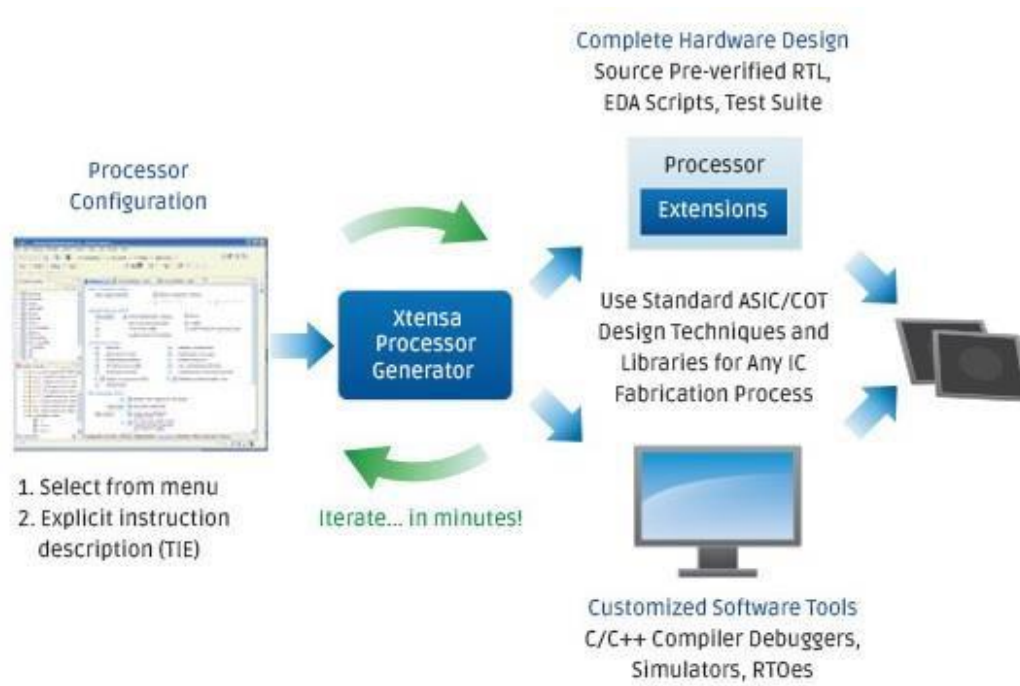 Complete Hardware Design
Source Pre-verified RTL,
EDA Scripts, Test Suite
Processor
Extensions
Processor
Configuration
Xtensa
Processor
Generator
Use Standard ASIC/COT
Design Techniques and
Libraries for Any IC
Fabrication Process
1. Select from menu
2. Explicit instruction
description (TIE)
Iterate... in minutes!
Customized Software Tools
C/C++ Compiler Debuggers,
Simulators, RTOes